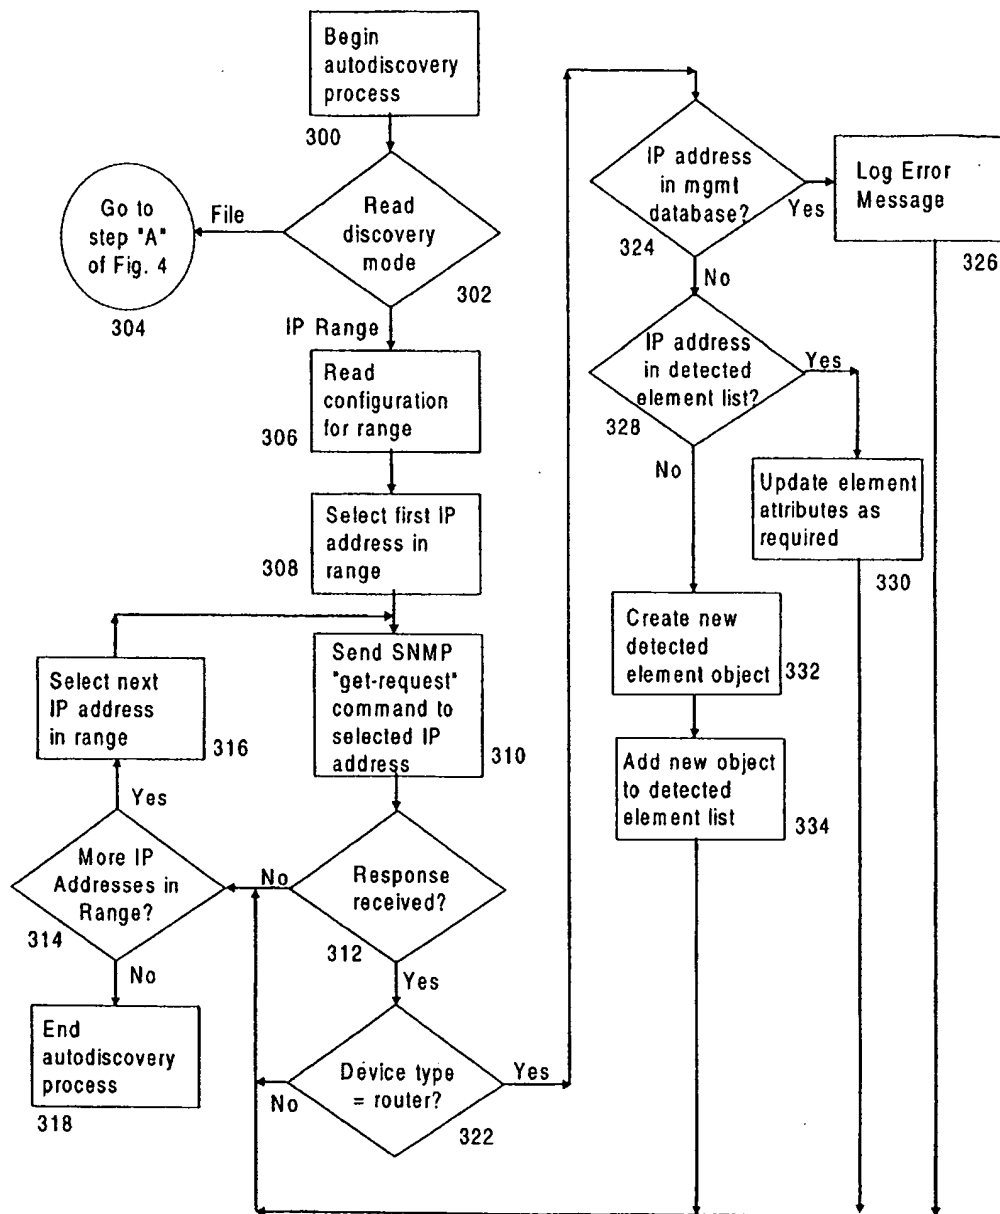 Begin
autodiscovery
process
300
Read
discovery
mode
302
File
Go to
step "A"
of Fig. 4
304
IP Range
Read
configuration
for range
306
Select first IP
address in
range
308
Send SNMP
"get-request"
command to
selected IP
address
310
Select next
IP address
in range
316
Yes
More IP
Addresses in
Range?
314
No
Response
received?
312
No
End
autodiscovery
process
318
Yes
Device type
= router?
322
No
Yes
IP address
in mgmt
database?
324
Yes
Log Error
Message
326
No
IP address
in detected
element list?
328
Yes
Update element
attributes as
required
330
No
Create new
detected
element object
332
Add new object
to detected
element list
334